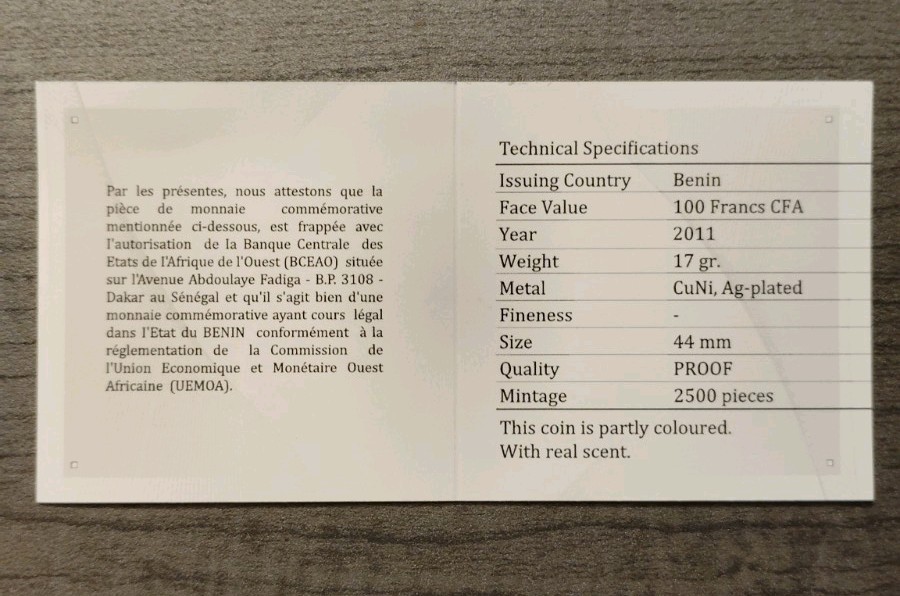 Par les présentes, nous attestons que la
pièce de monnaie commémorative
mentionnée ci-dessous, est frappée avec
l'autorisation de la Banque Centrale des
Etats de l'Afrique de l'Ouest (BCEAO) située
sur l'Avenue Abdoulaye Fadiga - B.P. 3108 -
Dakar au Sénégal et qu'il s'agit bien d'une
monnaie commémorative ayant cours légal
dans l'Etat du BENIN conformément à la
réglementation de la Commission de
l'Union Economique et Monétaire Ouest
Africaine (UEMOA).
Technical Specifications
Issuing Country Benin
Face Value 100 Francs CFA
Year 2011
Weight 17 gr.
Metal CuNi, Ag-plated
Fineness -
Size 44 mm
Quality PROOF
Mintage 2500 pieces
This coin is partly coloured.
With real scent.